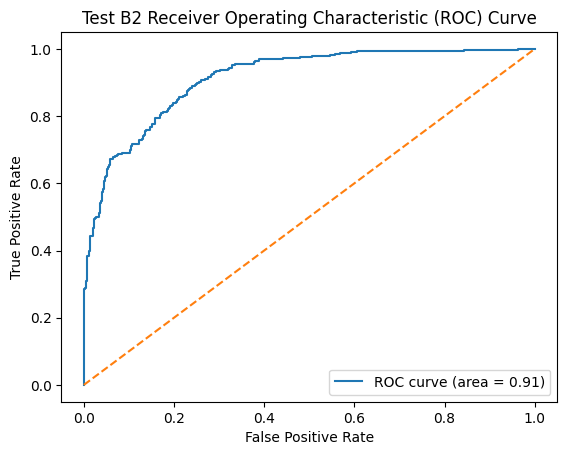 Test B2 Receiver Operating Characteristic (ROC) Curve
True Positive Rate
1.0
0.8
0.6
0.4
0.2
0.0
ROC curve (area = 0.91)
0.0 0.2 0.4 0.6 0.8 1.0
False Positive Rate